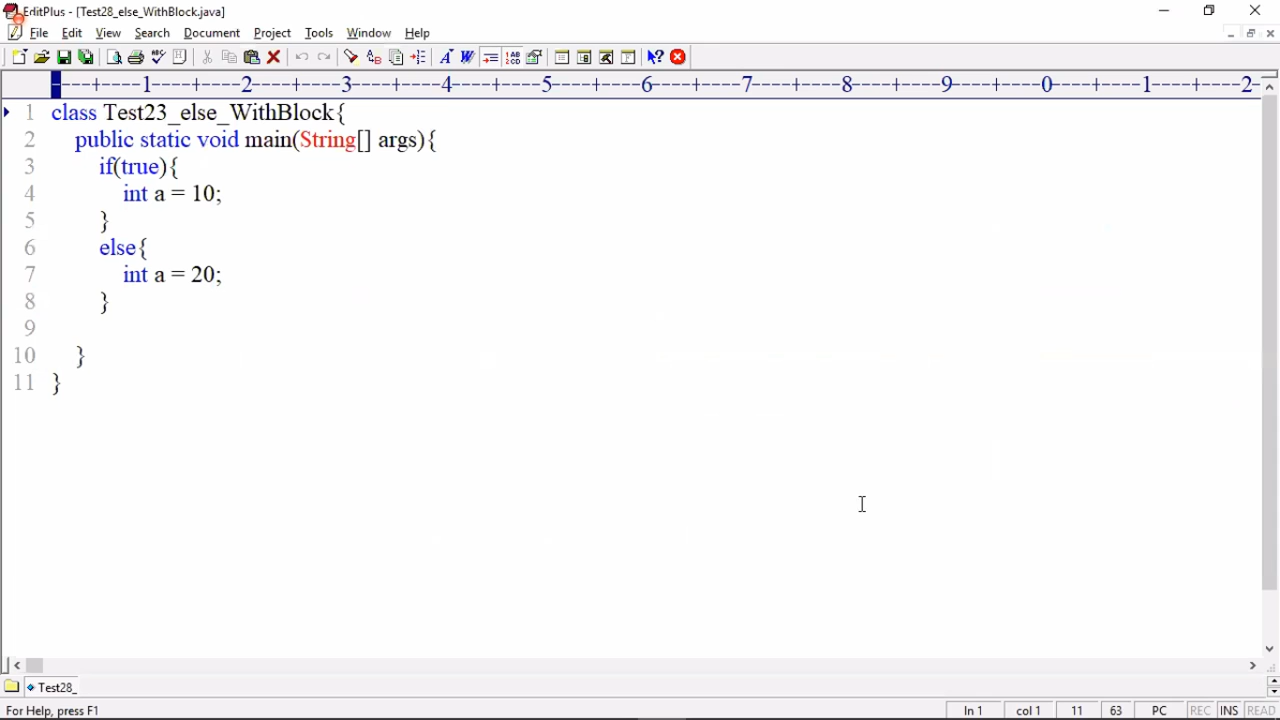 EditPlus - [Test28_else_WithBlock.java]
File Edit View Search Document Project Tools Window Help
----+----1----+----2----+----3----+----4----+----5----+----6----+----7----+----8----+----9----+----0----+----1----+----2-
1 class Test23_else_WithBlock{
2 public static void main(String[] args){
3 if(true){
4 int a = 10;
5 }
6 else{
7 int a = 20;
8 }
9
10 }
11 }
Test28_
For Help, press F1 ln 1 col 1 11 63 PC REC INS READ